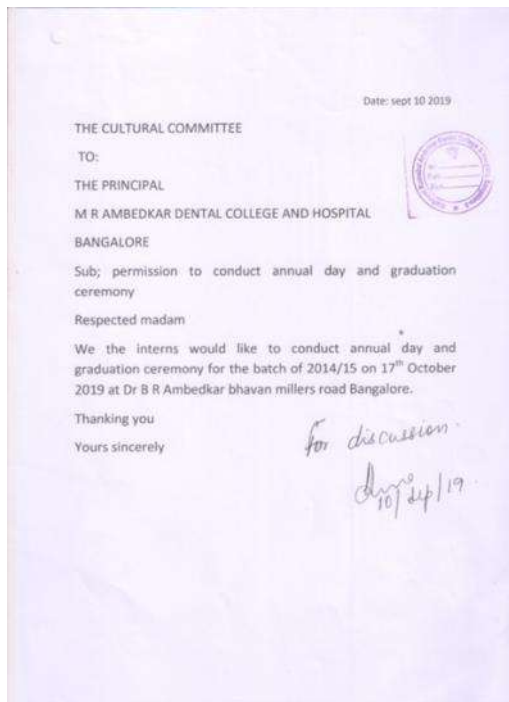 Date: sept 10 2019
THE CULTURAL COMMITTEE
TO:
THE PRINCIPAL
M R AMBEDKAR DENTAL COLLEGE AND HOSPITAL
BANGALORE
Sub; permission to conduct annual day and graduation
ceremony
Respected madam
We the interns would like to conduct annual day and
graduation ceremony for the batch of 2014/15 on 17th October
2019 at Dr B R Ambedkar bhavan millers road Bangalore.
Thanking you
Yours sincerely
for discussion.
10/sep/19.